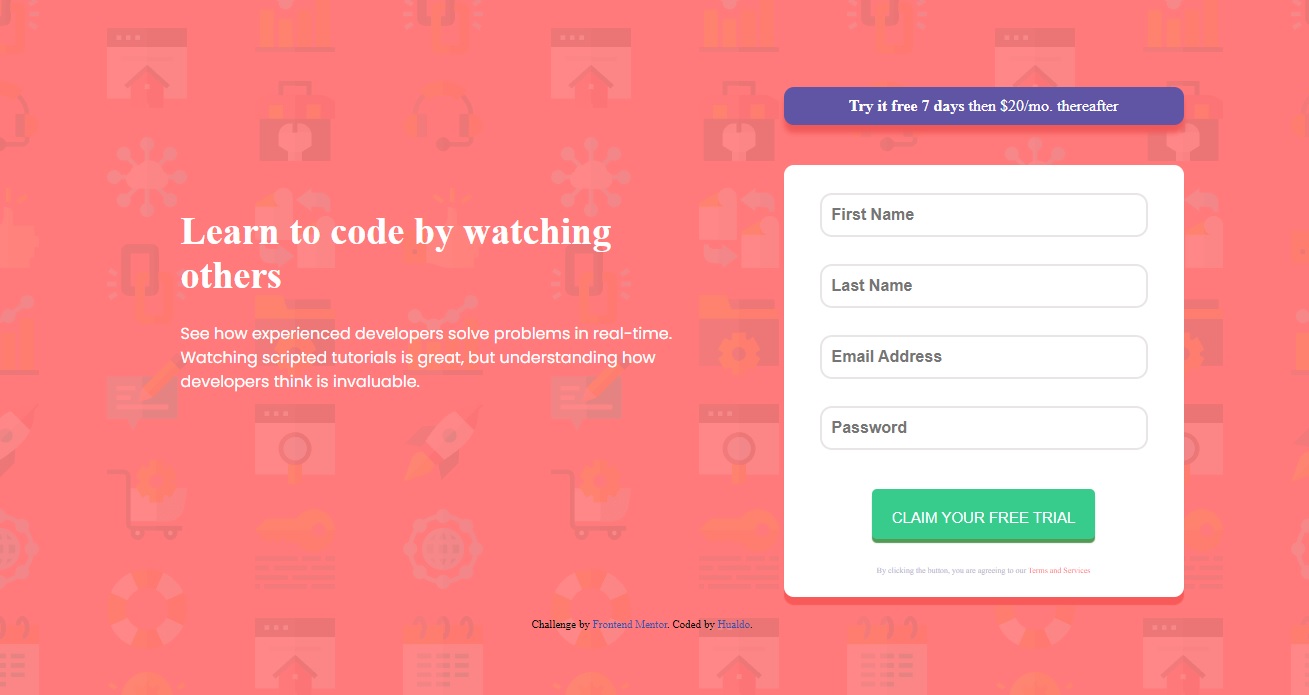 Try it free 7 days then $20/mo. thereafter
Learn to code by watching
others
See how experienced developers solve problems in real-time.
Watching scripted tutorials is great, but understanding how
developers think is invaluable.
First Name
Last Name
Email Address
Password
CLAIM YOUR FREE TRIAL
By clicking the button, you are agreeing to our Terms and Services
Challenge by Frontend Mentor. Coded by Hualdo.